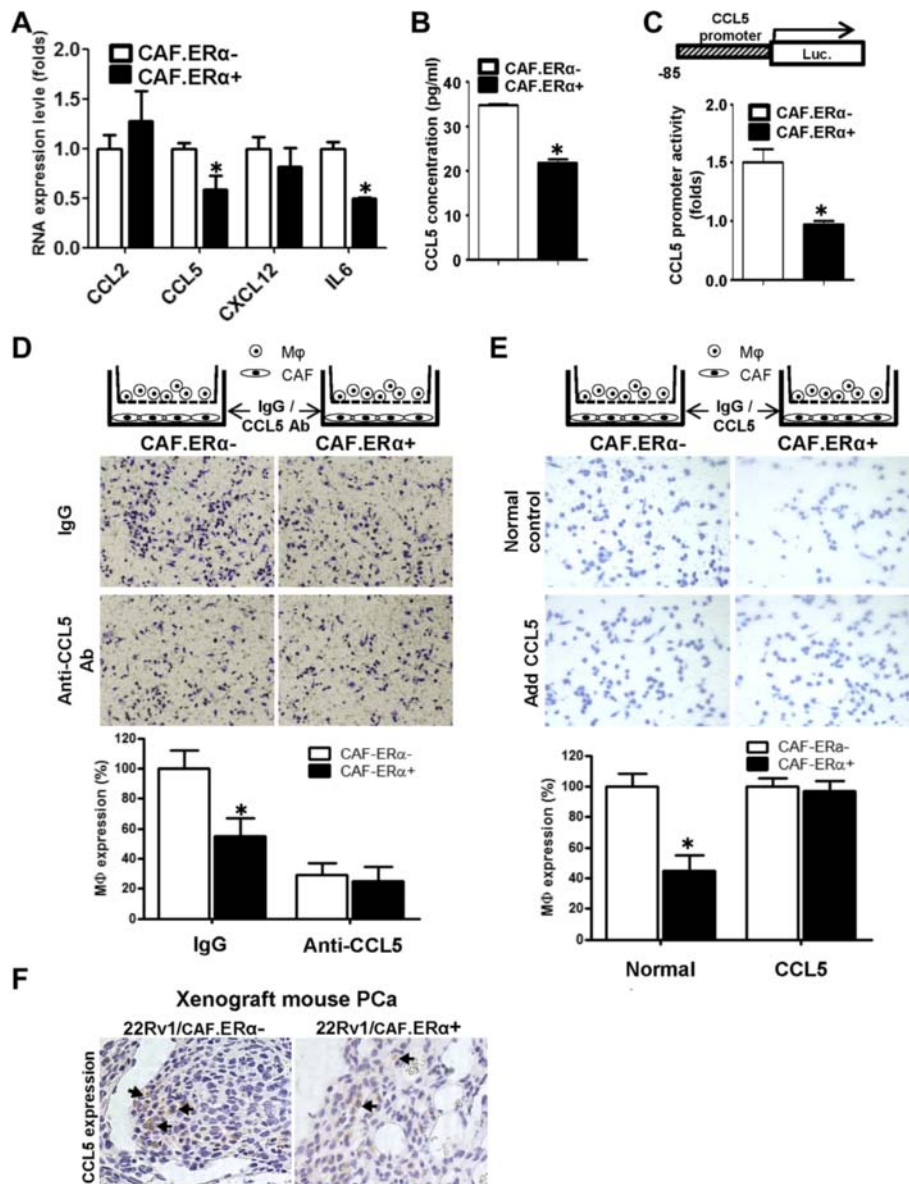 A
CAF.ERα-
CAF.ERα+
RNA expression levle (folds)
2.0
1.5
1.0
0.5
0.0
*
*
CCL2
CCL5
CXCL12
IL6
B
CAF.ERα-
CAF.ERα+
CCL5 concentration (pg/ml)
40
30
20
10
0
*
C
CCL5
promoter
Luc.
-85
CAF.ERα-
CAF.ERα+
CCL5 promoter activity
(folds)
2.0
1.5
1.0
1.0
*
D
Mφ
CAF
IgG /
CCL5 Ab
CAF.ERα-
CAF.ERα+
IgG
Anti-CCL5
Ab
CAF-ERα-
CAF-ERα+
MΦ expression (%)
120
100
80
60
40
20
0
*
IgG
Anti-CCL5
E
Mφ
CAF
IgG /
CCL5
CAF.ERα-
CAF.ERα+
Normal
control
Add CCL5
CAF-ERa-
CAF-ERα+
MΦ expression (%)
120
100
80
60
40
20
0
*
Normal
CCL5
F
Xenograft mouse PCa
22Rv1/CAF.ERα-
22Rv1/CAF.ERα+
CCL5 expression